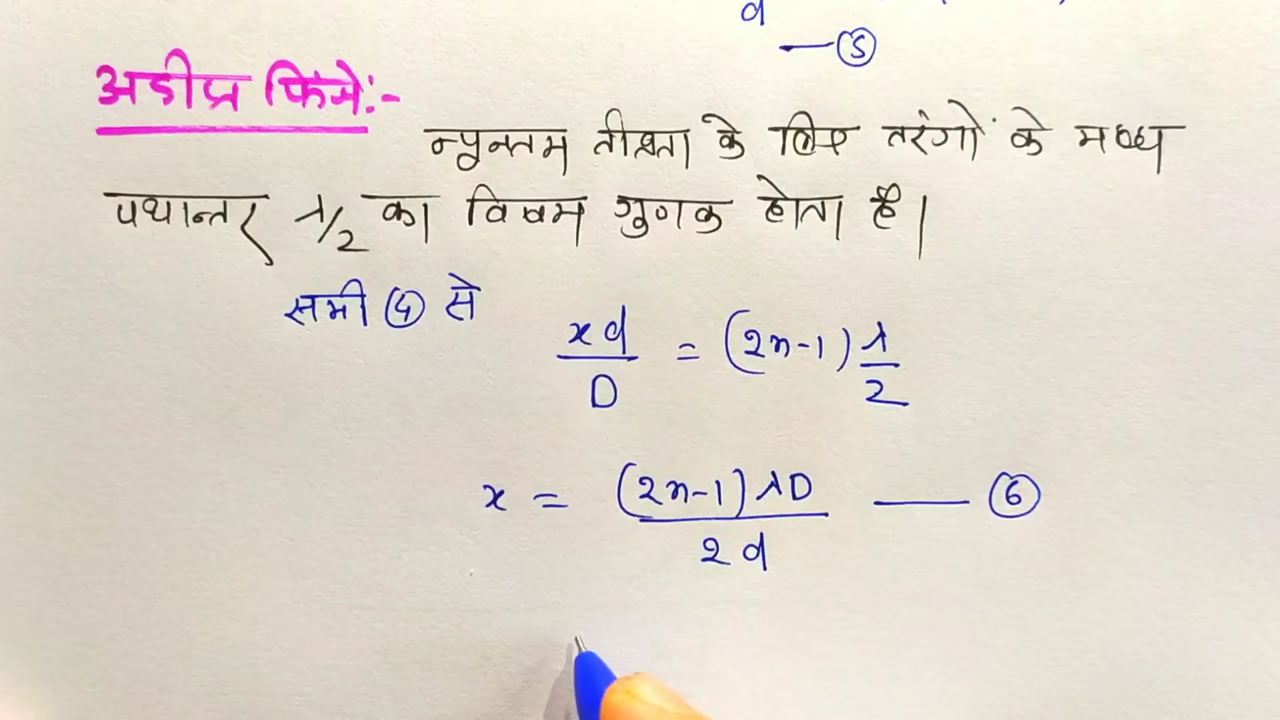 d
—(5)
अदीप्त फ्रिंजे:-
न्यूनतम तीव्रता के लिए तरंगों के मध्य
पथान्तर λ/2 का विषम गुणक होता है।
समी (4) से
xd/D = (2n-1) λ/2
x = (2n-1)λD/2d —— (6)